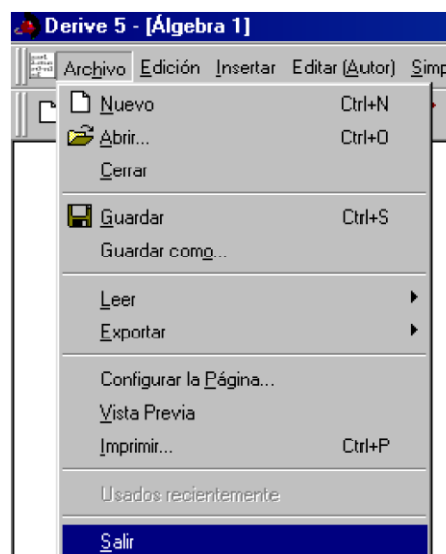 Derive 5 - [Álgebra 1]
Archivo Edición Insertar Editar (Autor) Simp
Nuevo Ctrl+N
Abrir... Ctrl+O
Cerrar
Guardar Ctrl+S
Guardar como...
Leer
Exportar
Configurar la Página...
Vista Previa
Imprimir... Ctrl+P
Usados recientemente
Salir